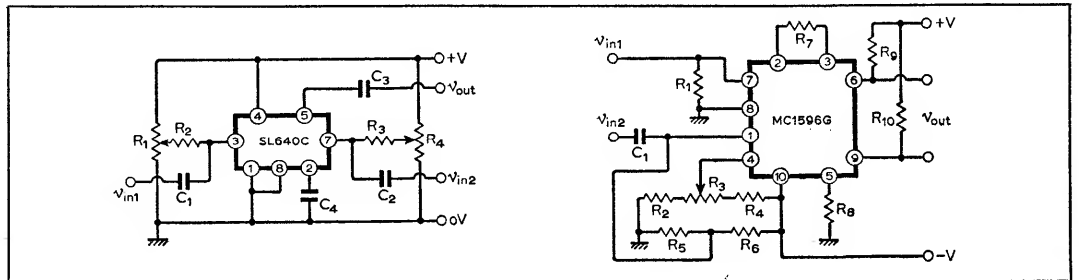 +V
C3
vout
4
5
R1
R2
3
SL640C
7
R3
R4
1
8
2
vin1
C1
C4
C2
vin2
0V
vin1
R7
2
3
R9
+V
R1
7
6
8
MC1596G
R10
vout
vin2
C1
1
4
9
10
5
R2
R3
R4
R8
R5
R6
-V